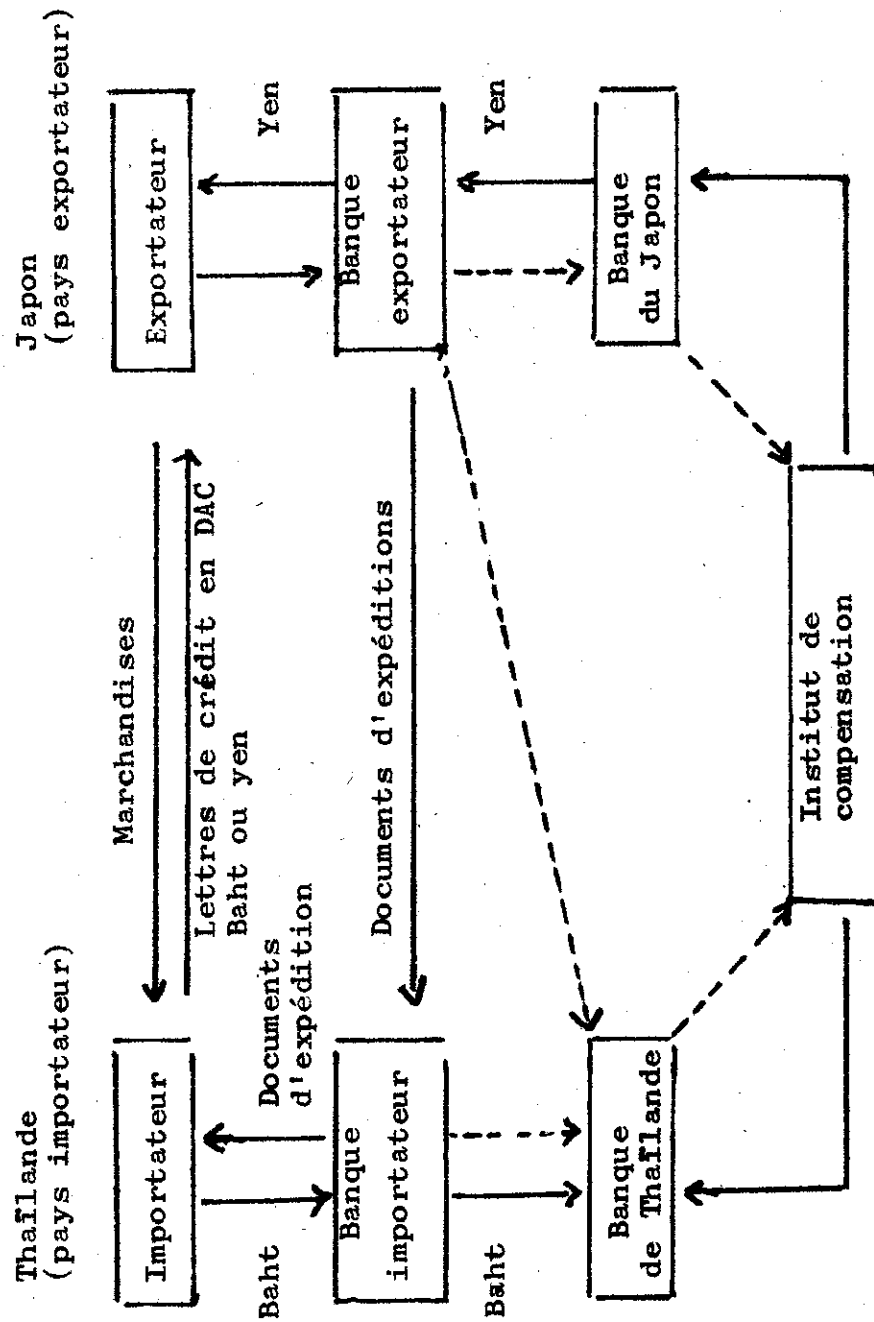 Thaïlande
(pays importateur)
Japon
(pays exportateur)
Importateur
Marchandises
Lettres de crédit en DAC
Baht ou yen
Exportateur
Baht
Documents
d'expédition
Yen
Banque
importateur
Documents d'expéditions
Banque
exportateur
Baht
Yen
Banque
de Thaïlande
Banque
du Japon
Institut de
compensation